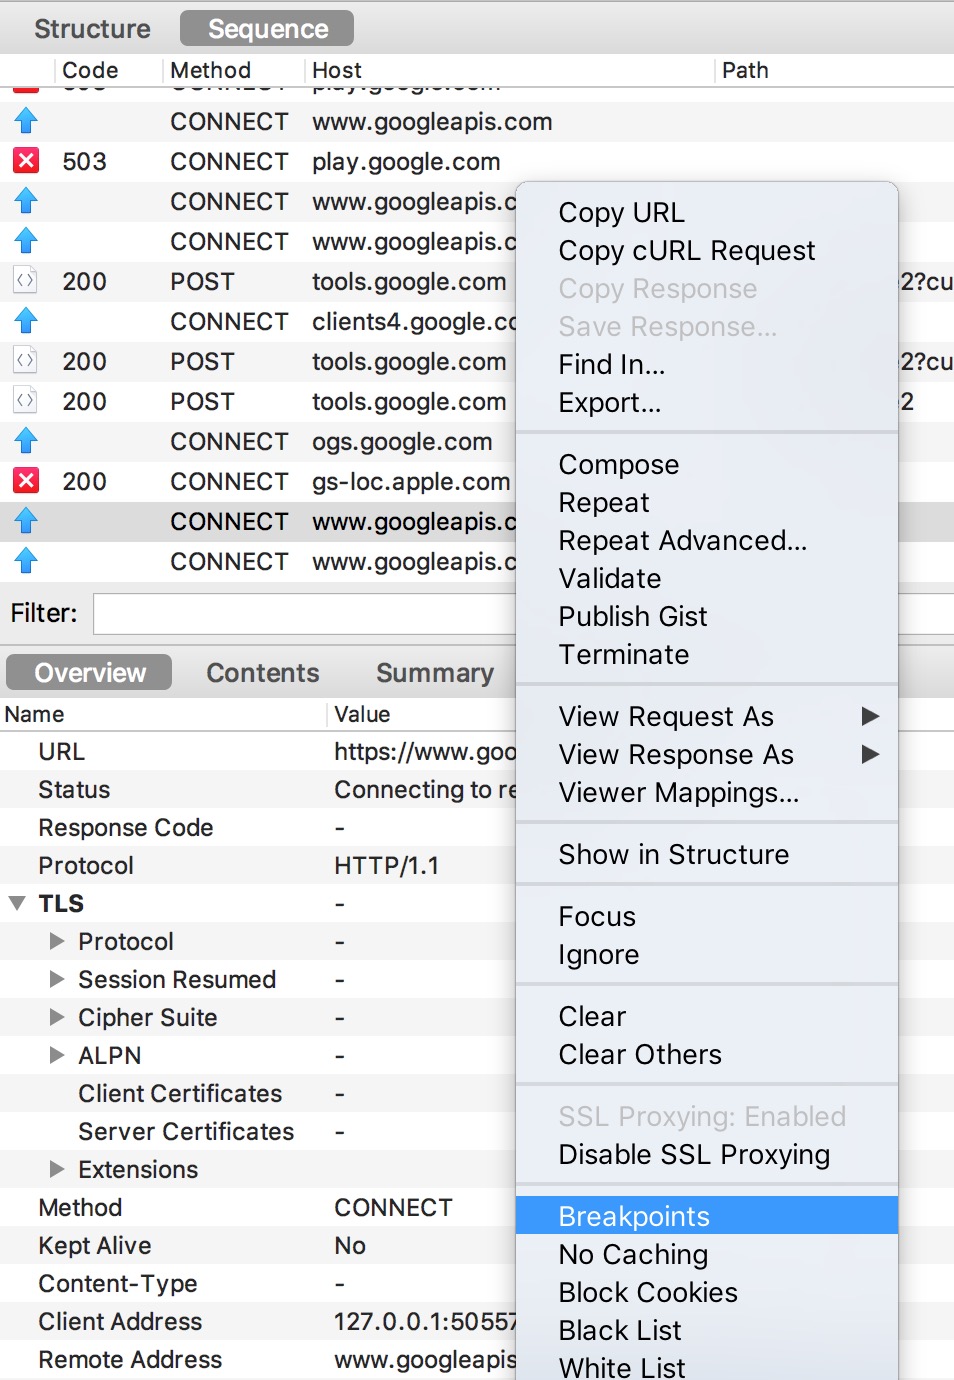 Structure Sequence
Code Method Host Path
CONNECT play.google.com
CONNECT www.googleapis.com
503 CONNECT play.google.com
CONNECT www.googleapis.c
CONNECT www.googleapis.c
200 POST tools.google.com 2?cu
CONNECT clients4.google.cc
200 POST tools.google.com 2?cu
200 POST tools.google.com 2
CONNECT ogs.google.com
200 CONNECT gs-loc.apple.com
CONNECT www.googleapis.c
CONNECT www.googleapis.c
Filter:
Overview Contents Summary
Name Value
URL https://www.goo
Status Connecting to re
Response Code -
Protocol HTTP/1.1
TLS -
Protocol -
Session Resumed -
Cipher Suite -
ALPN -
Client Certificates -
Server Certificates -
Extensions
Method CONNECT
Kept Alive No
Content-Type -
Client Address 127.0.0.1:50557
Remote Address www.googleapis
Copy URL
Copy cURL Request
Copy Response
Save Response...
Find In...
Export...
Compose
Repeat
Repeat Advanced...
Validate
Publish Gist
Terminate
View Request As
View Response As
Viewer Mappings...
Show in Structure
Focus
Ignore
Clear
Clear Others
SSL Proxying: Enabled
Disable SSL Proxying
Breakpoints
No Caching
Block Cookies
Black List
White List